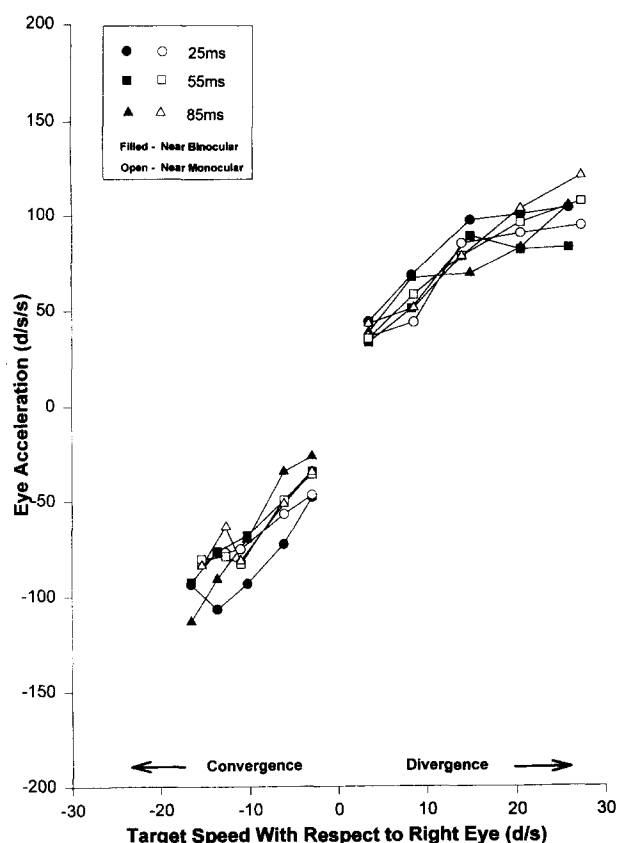 200
150
100
50
0
-50
-100
-150
-200
Eye Acceleration (d/s/s)
25ms
55ms
85ms
Filled - Near Binocular
Open - Near Monocular
Convergence
Divergence
-30 -20 -10 0 10 20 30
Target Speed With Respect to Right Eye (d/s)